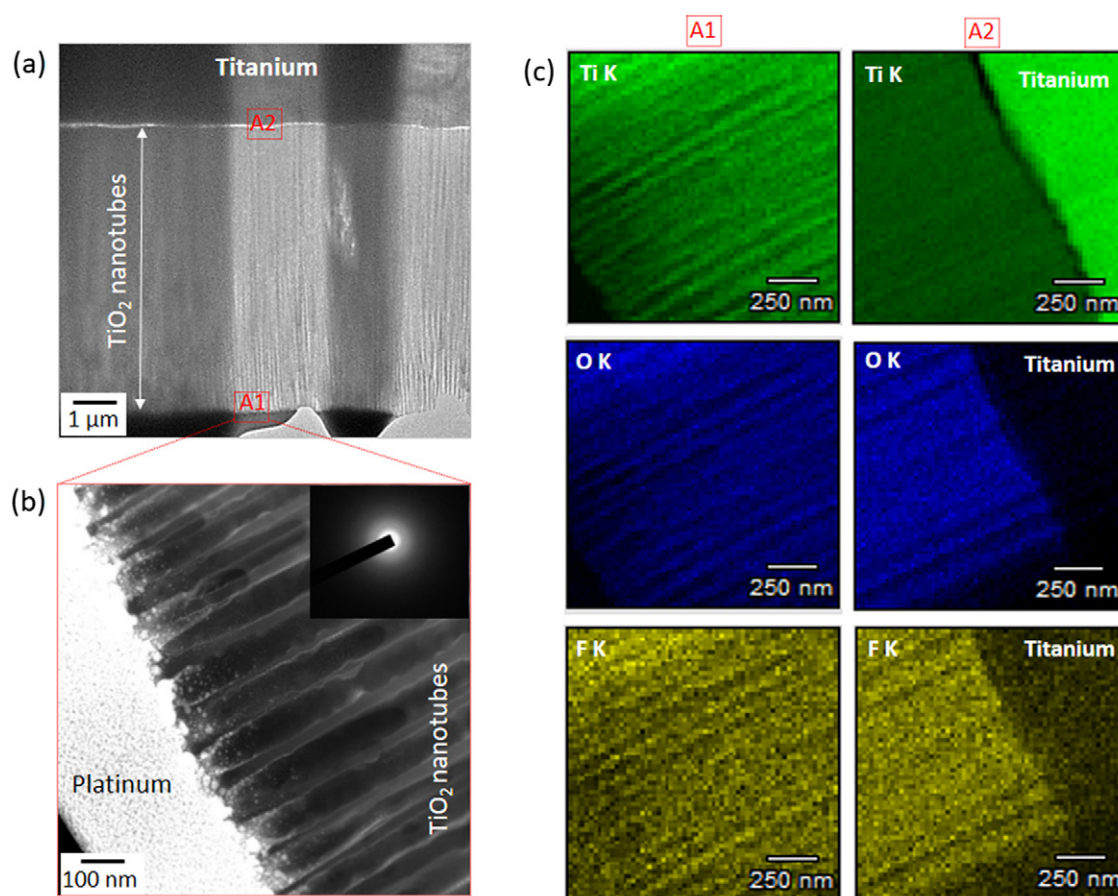 (a)
Titanium
A2
TiO₂ nanotubes
A1
1 µm
(b)
Platinum
TiO₂ nanotubes
100 nm
(c)
A1
A2
Ti K
250 nm
Ti K
Titanium
250 nm
O K
250 nm
O K
Titanium
250 nm
F K
250 nm
F K
Titanium
250 nm